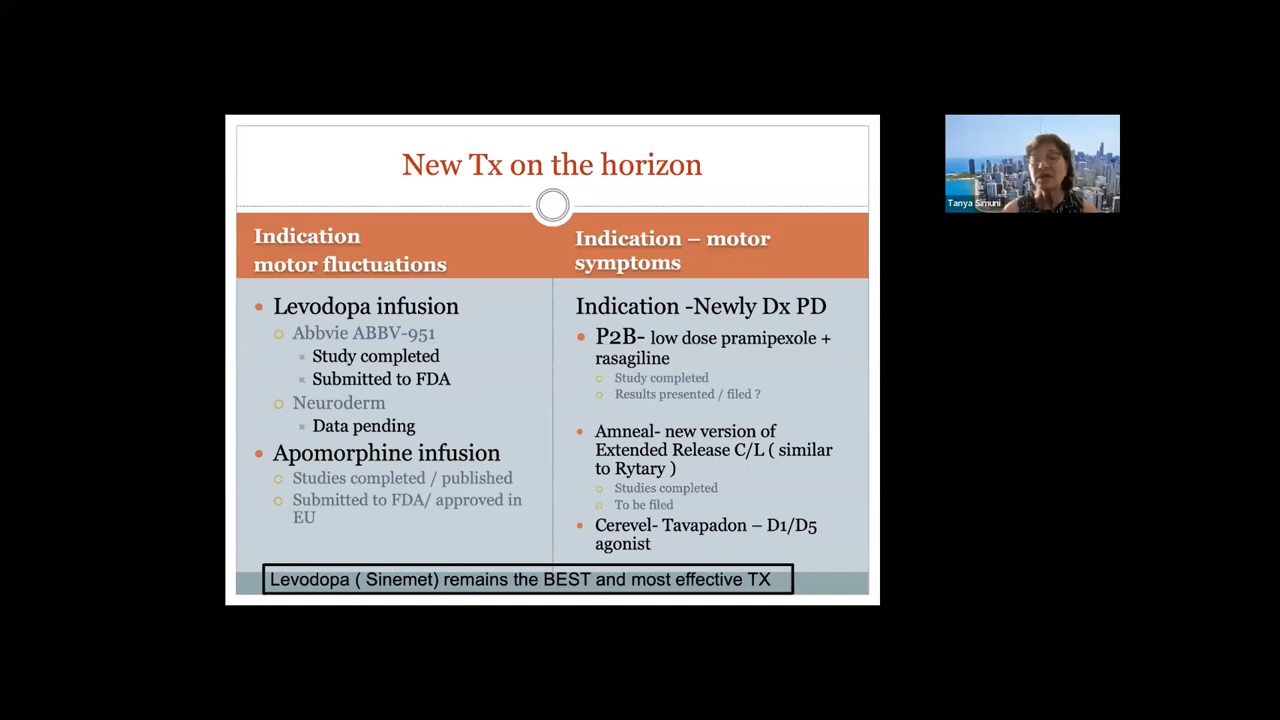 New Tx on the horizon
Indication
motor fluctuations
Levodopa infusion
Abbvie ABBV-951
Study completed
Submitted to FDA
Neuroderm
Data pending
Apomorphine infusion
Studies completed / published
Submitted to FDA/ approved in
EU
Indication – motor
symptoms
Indication -Newly Dx PD
P2B- low dose pramipexole +
rasagiline
Study completed
Results presented / filed ?
Amneal- new version of
Extended Release C/L ( similar
to Rytary )
Studies completed
To be filed
Cerevel- Tavapadon – D1/D5
agonist
Levodopa ( Sinemet) remains the BEST and most effective TX
Tanya Simuni